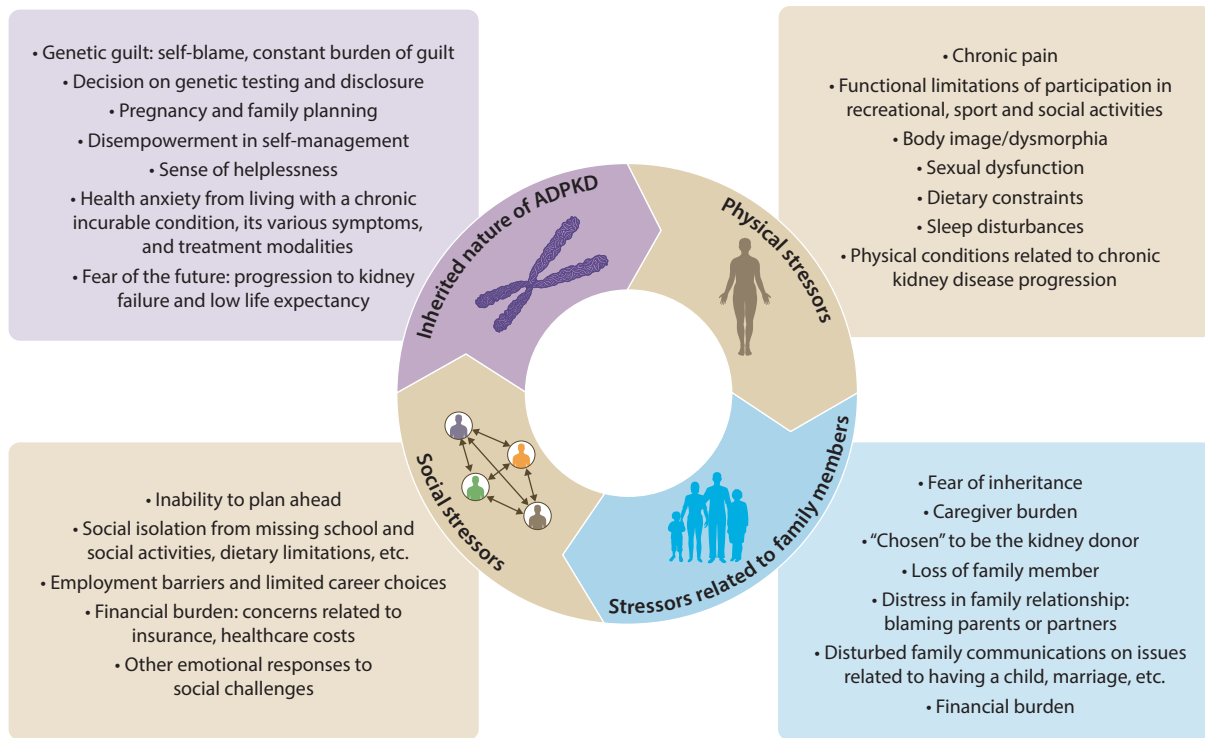 • Genetic guilt: self-blame, constant burden of guilt
• Decision on genetic testing and disclosure
• Pregnancy and family planning
• Disempowerment in self-management
• Sense of helplessness
• Health anxiety from living with a chronic
incurable condition, its various symptoms,
and treatment modalities
• Fear of the future: progression to kidney
failure and low life expectancy
• Chronic pain
• Functional limitations of participation in
recreational, sport and social activities
• Body image/dysmorphia
• Sexual dysfunction
• Dietary constraints
• Sleep disturbances
• Physical conditions related to chronic
kidney disease progression
Inherited nature of ADPKD
Physical stressors
Social stressors
Stressors related to family members
• Inability to plan ahead
• Social isolation from missing school and
social activities, dietary limitations, etc.
• Employment barriers and limited career choices
• Financial burden: concerns related to
insurance, healthcare costs
• Other emotional responses to
social challenges
• Fear of inheritance
• Caregiver burden
• “Chosen” to be the kidney donor
• Loss of family member
• Distress in family relationship:
blaming parents or partners
• Disturbed family communications on issues
related to having a child, marriage, etc.
• Financial burden